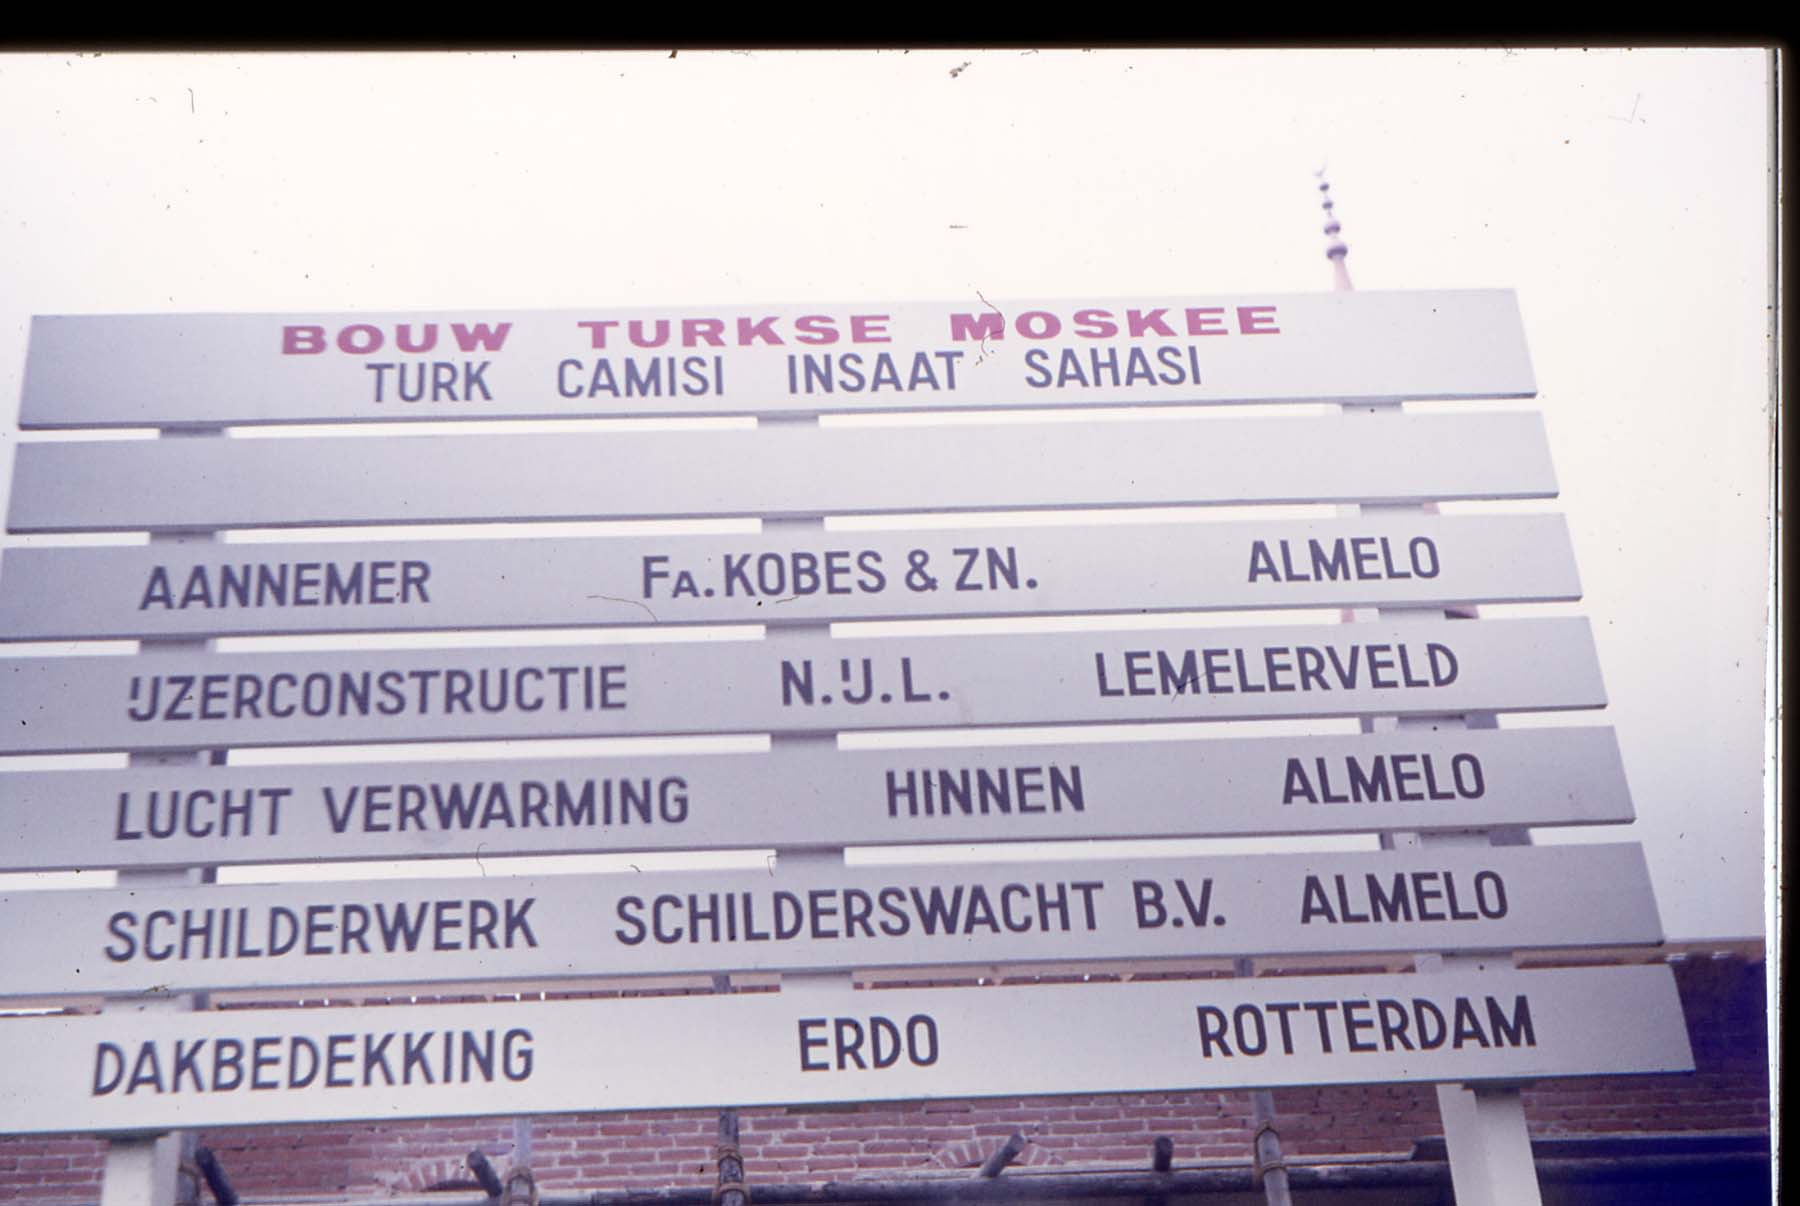 BOUW TURKSE MOSKEE
TURK CAMISI INSAAT SAHASI
AANNEMER FA. KOBES & ZN. ALMELO
IJZERCONSTRUCTIE N.IJ.L. LEMELERVELD
LUCHT VERWARMING HINNEN ALMELO
SCHILDERWERK SCHILDERSWACHT B.V. ALMELO
DAKBEDEKKING ERDO ROTTERDAM